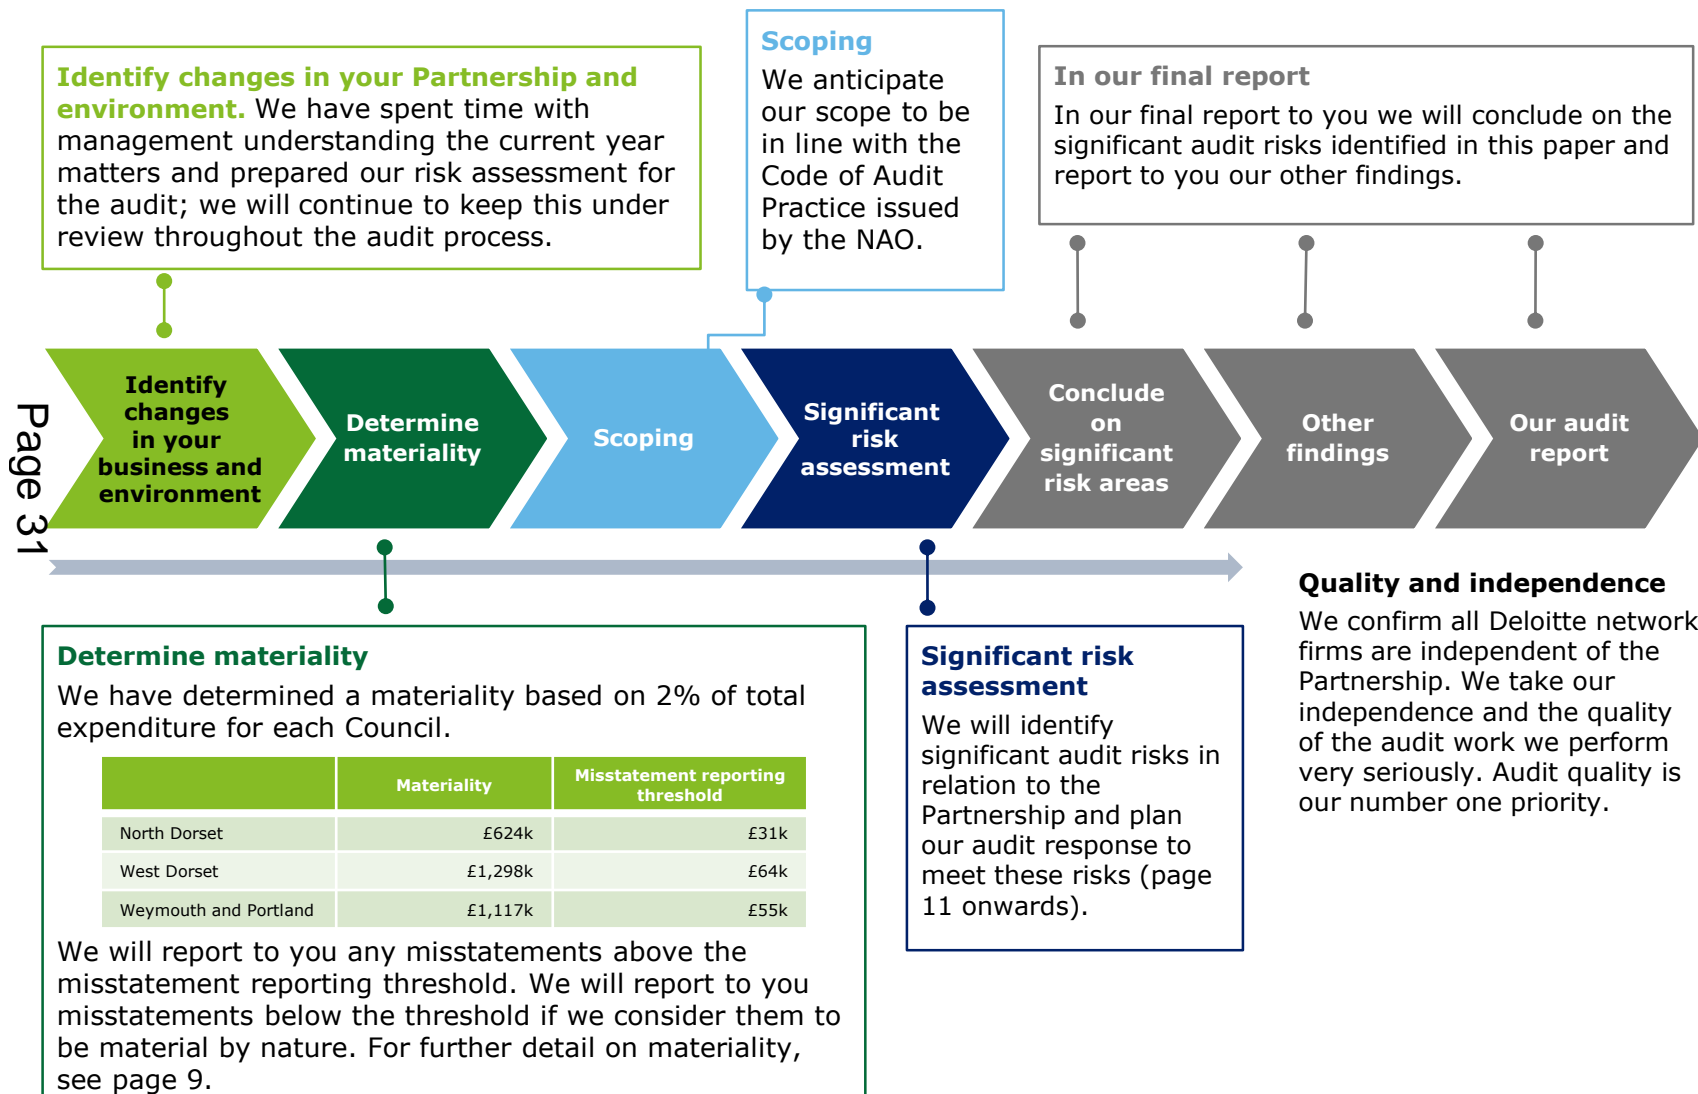 Identify changes in your Partnership and
environment. We have spent time with
management understanding the current year
matters and prepared our risk assessment for
the audit; we will continue to keep this under
review throughout the audit process.
Scoping
We anticipate
our scope to be
in line with the
Code of Audit
Practice issued
by the NAO.
In our final report
In our final report to you we will conclude on the
significant audit risks identified in this paper and
report to you our other findings.
Identify
changes
in your
business and
environment
Determine
materiality
Scoping
Significant
risk
assessment
Conclude
on
significant
risk areas
Other
findings
Our audit
report
Page 31
Determine materiality
We have determined a materiality based on 2% of total
expenditure for each Council.
Materiality Misstatement reporting
threshold
North Dorset £624k £31k
West Dorset £1,298k £64k
Weymouth and Portland £1,117k £55k
We will report to you any misstatements above the
misstatement reporting threshold. We will report to you
misstatements below the threshold if we consider them to
be material by nature. For further detail on materiality,
see page 9.
Significant risk
assessment
We will identify
significant audit risks in
relation to the
Partnership and plan
our audit response to
meet these risks (page
11 onwards).
Quality and independence
We confirm all Deloitte network
firms are independent of the
Partnership. We take our
independence and the quality
of the audit work we perform
very seriously. Audit quality is
our number one priority.